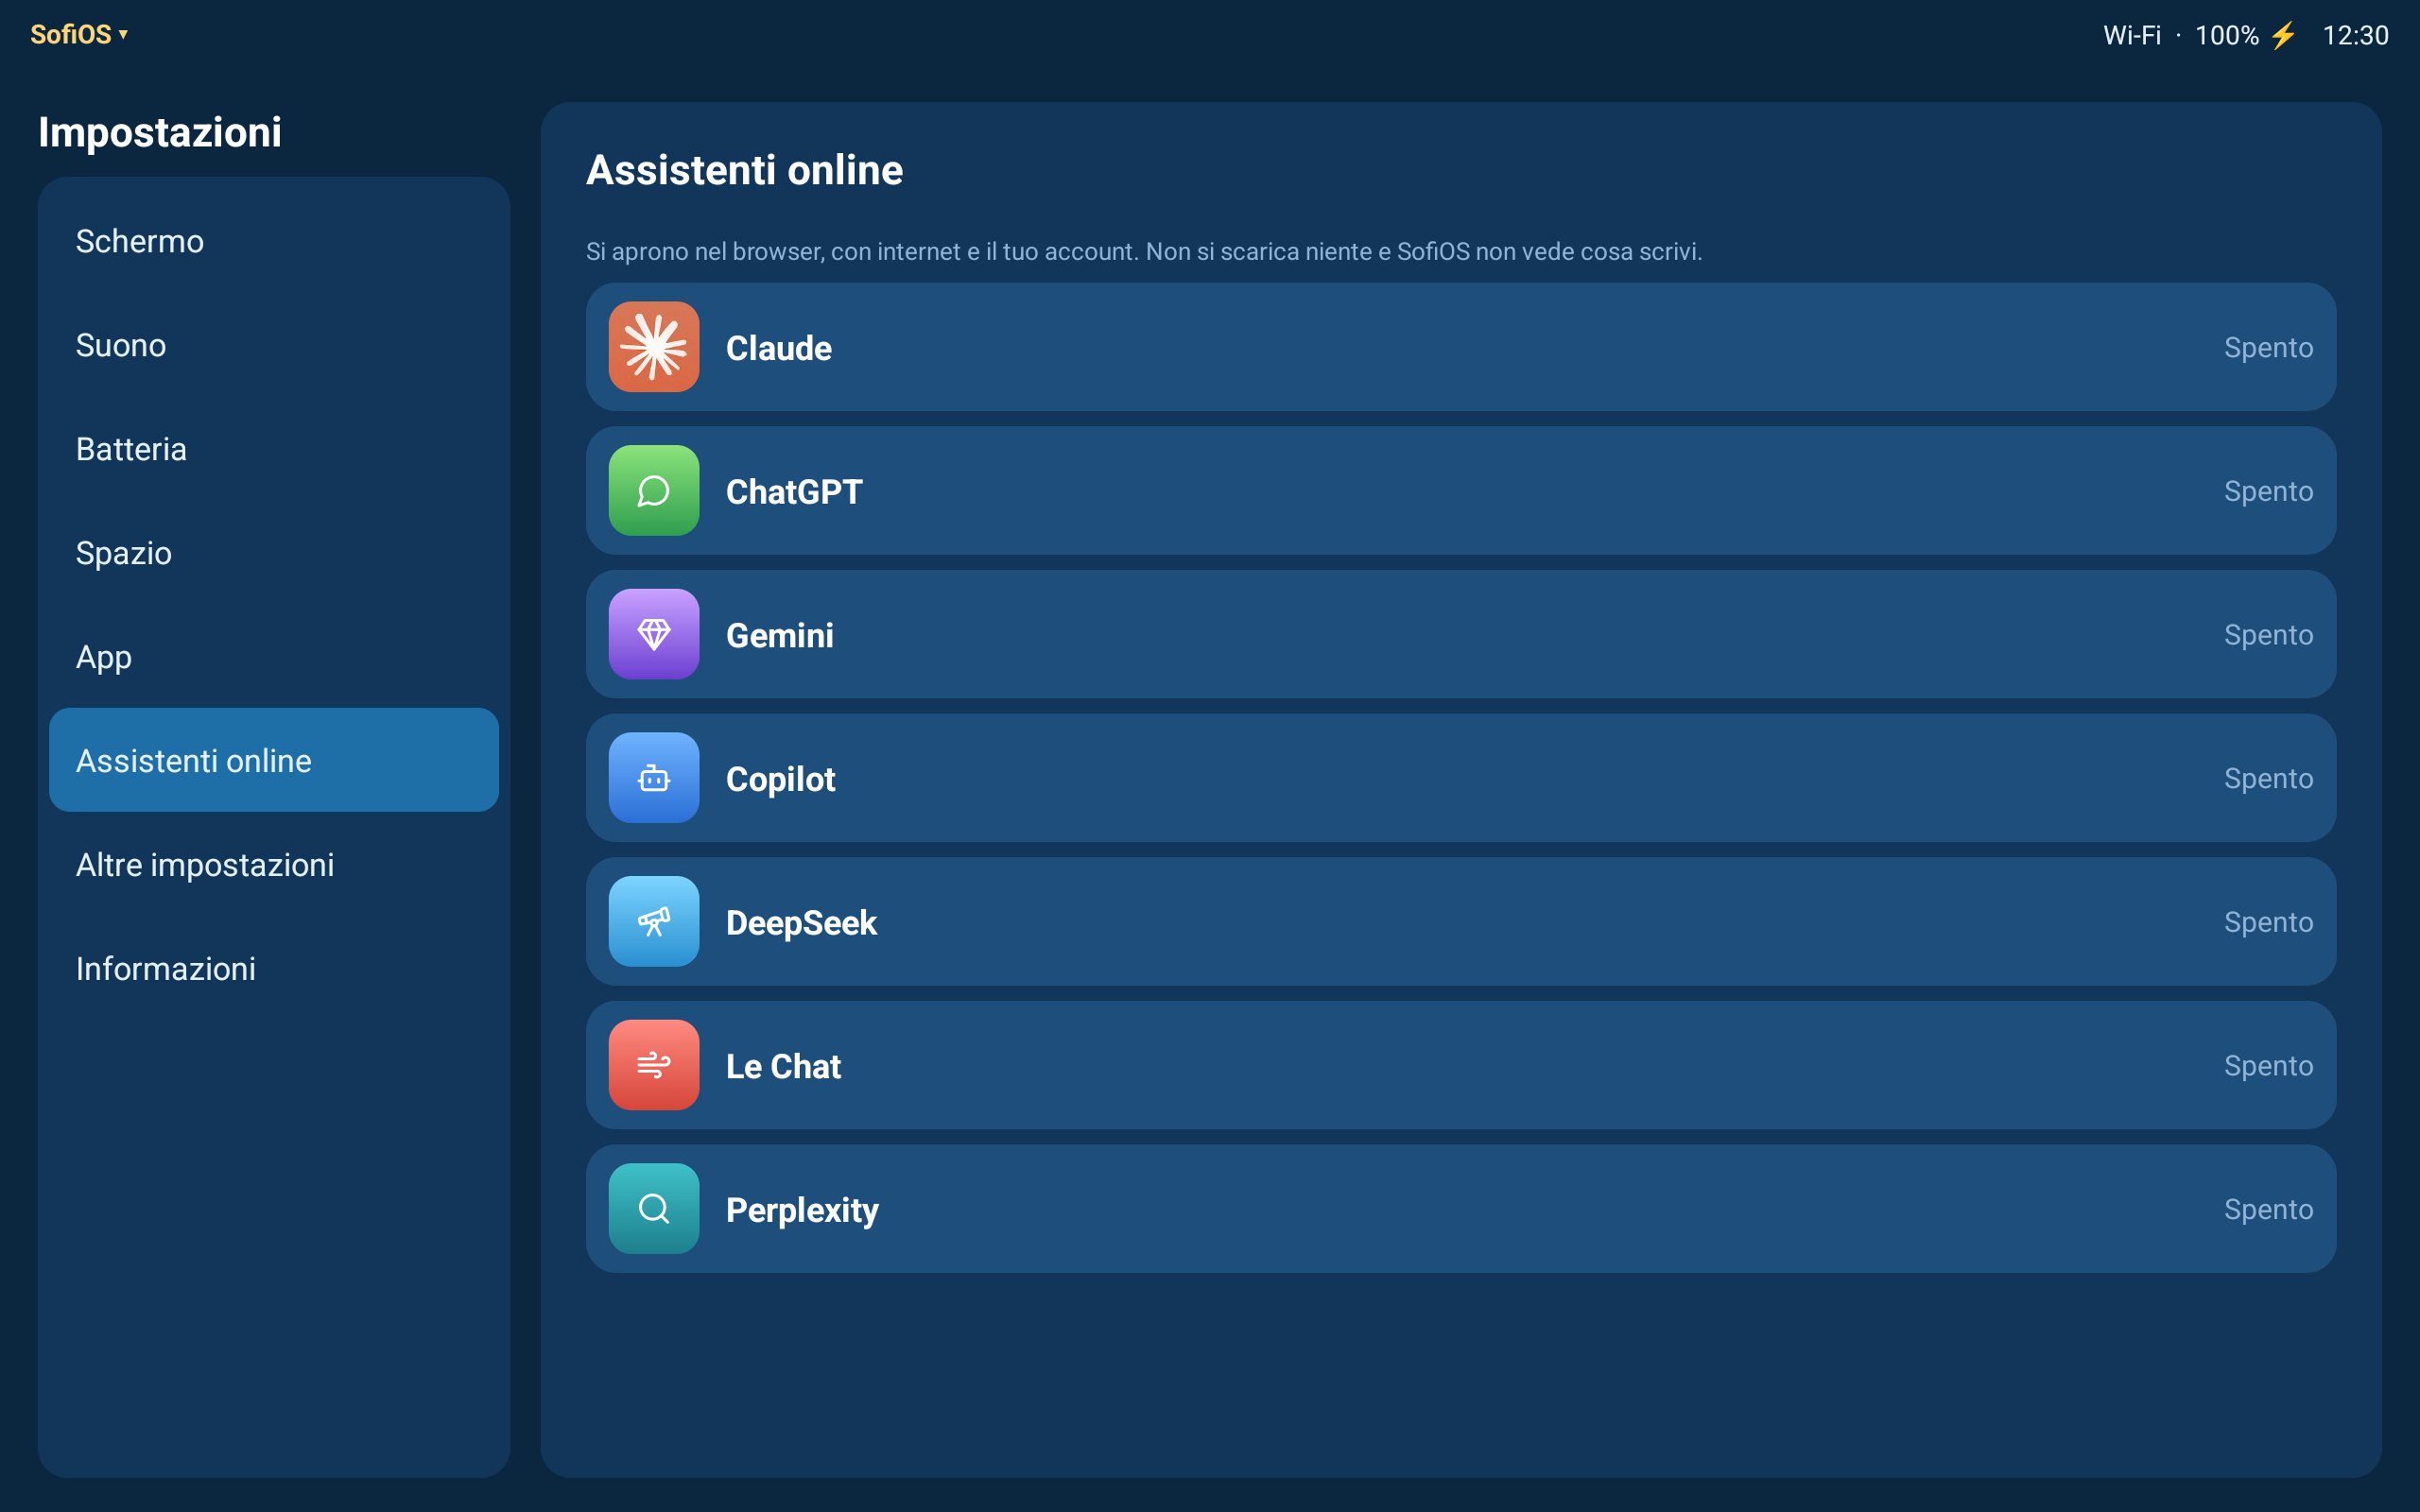 SofiOS ▾
Wi-Fi · 100% ⚡ 12:30
Impostazioni
Schermo
Suono
Batteria
Spazio
App
Assistenti online
Altre impostazioni
Informazioni
Assistenti online
Si aprono nel browser, con internet e il tuo account. Non si scarica niente e SofiOS non vede cosa scrivi.
Claude Spento
ChatGPT Spento
Gemini Spento
Copilot Spento
DeepSeek Spento
Le Chat Spento
Perplexity Spento